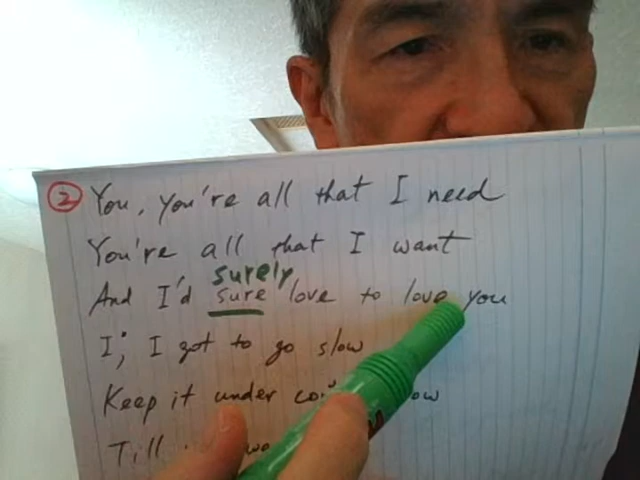 2 You, you're all that I need
You're all that I want
surely
And I'd sure love to love you
I, I got to go slow
Keep it under
Till